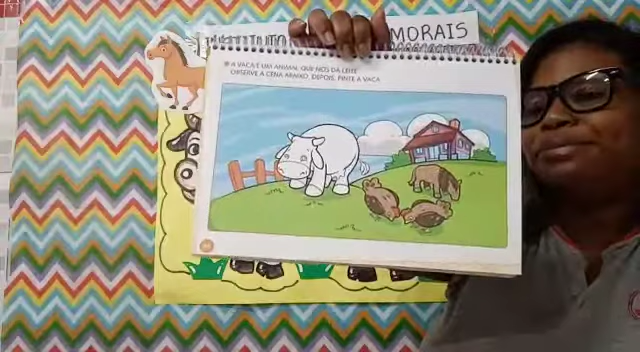 MORAIS
A VACA É UM ANIMAL QUE NOS DÁ LEITE.
OBSERVE A CENA ABAIXO. DEPOIS, PINTE A VACA